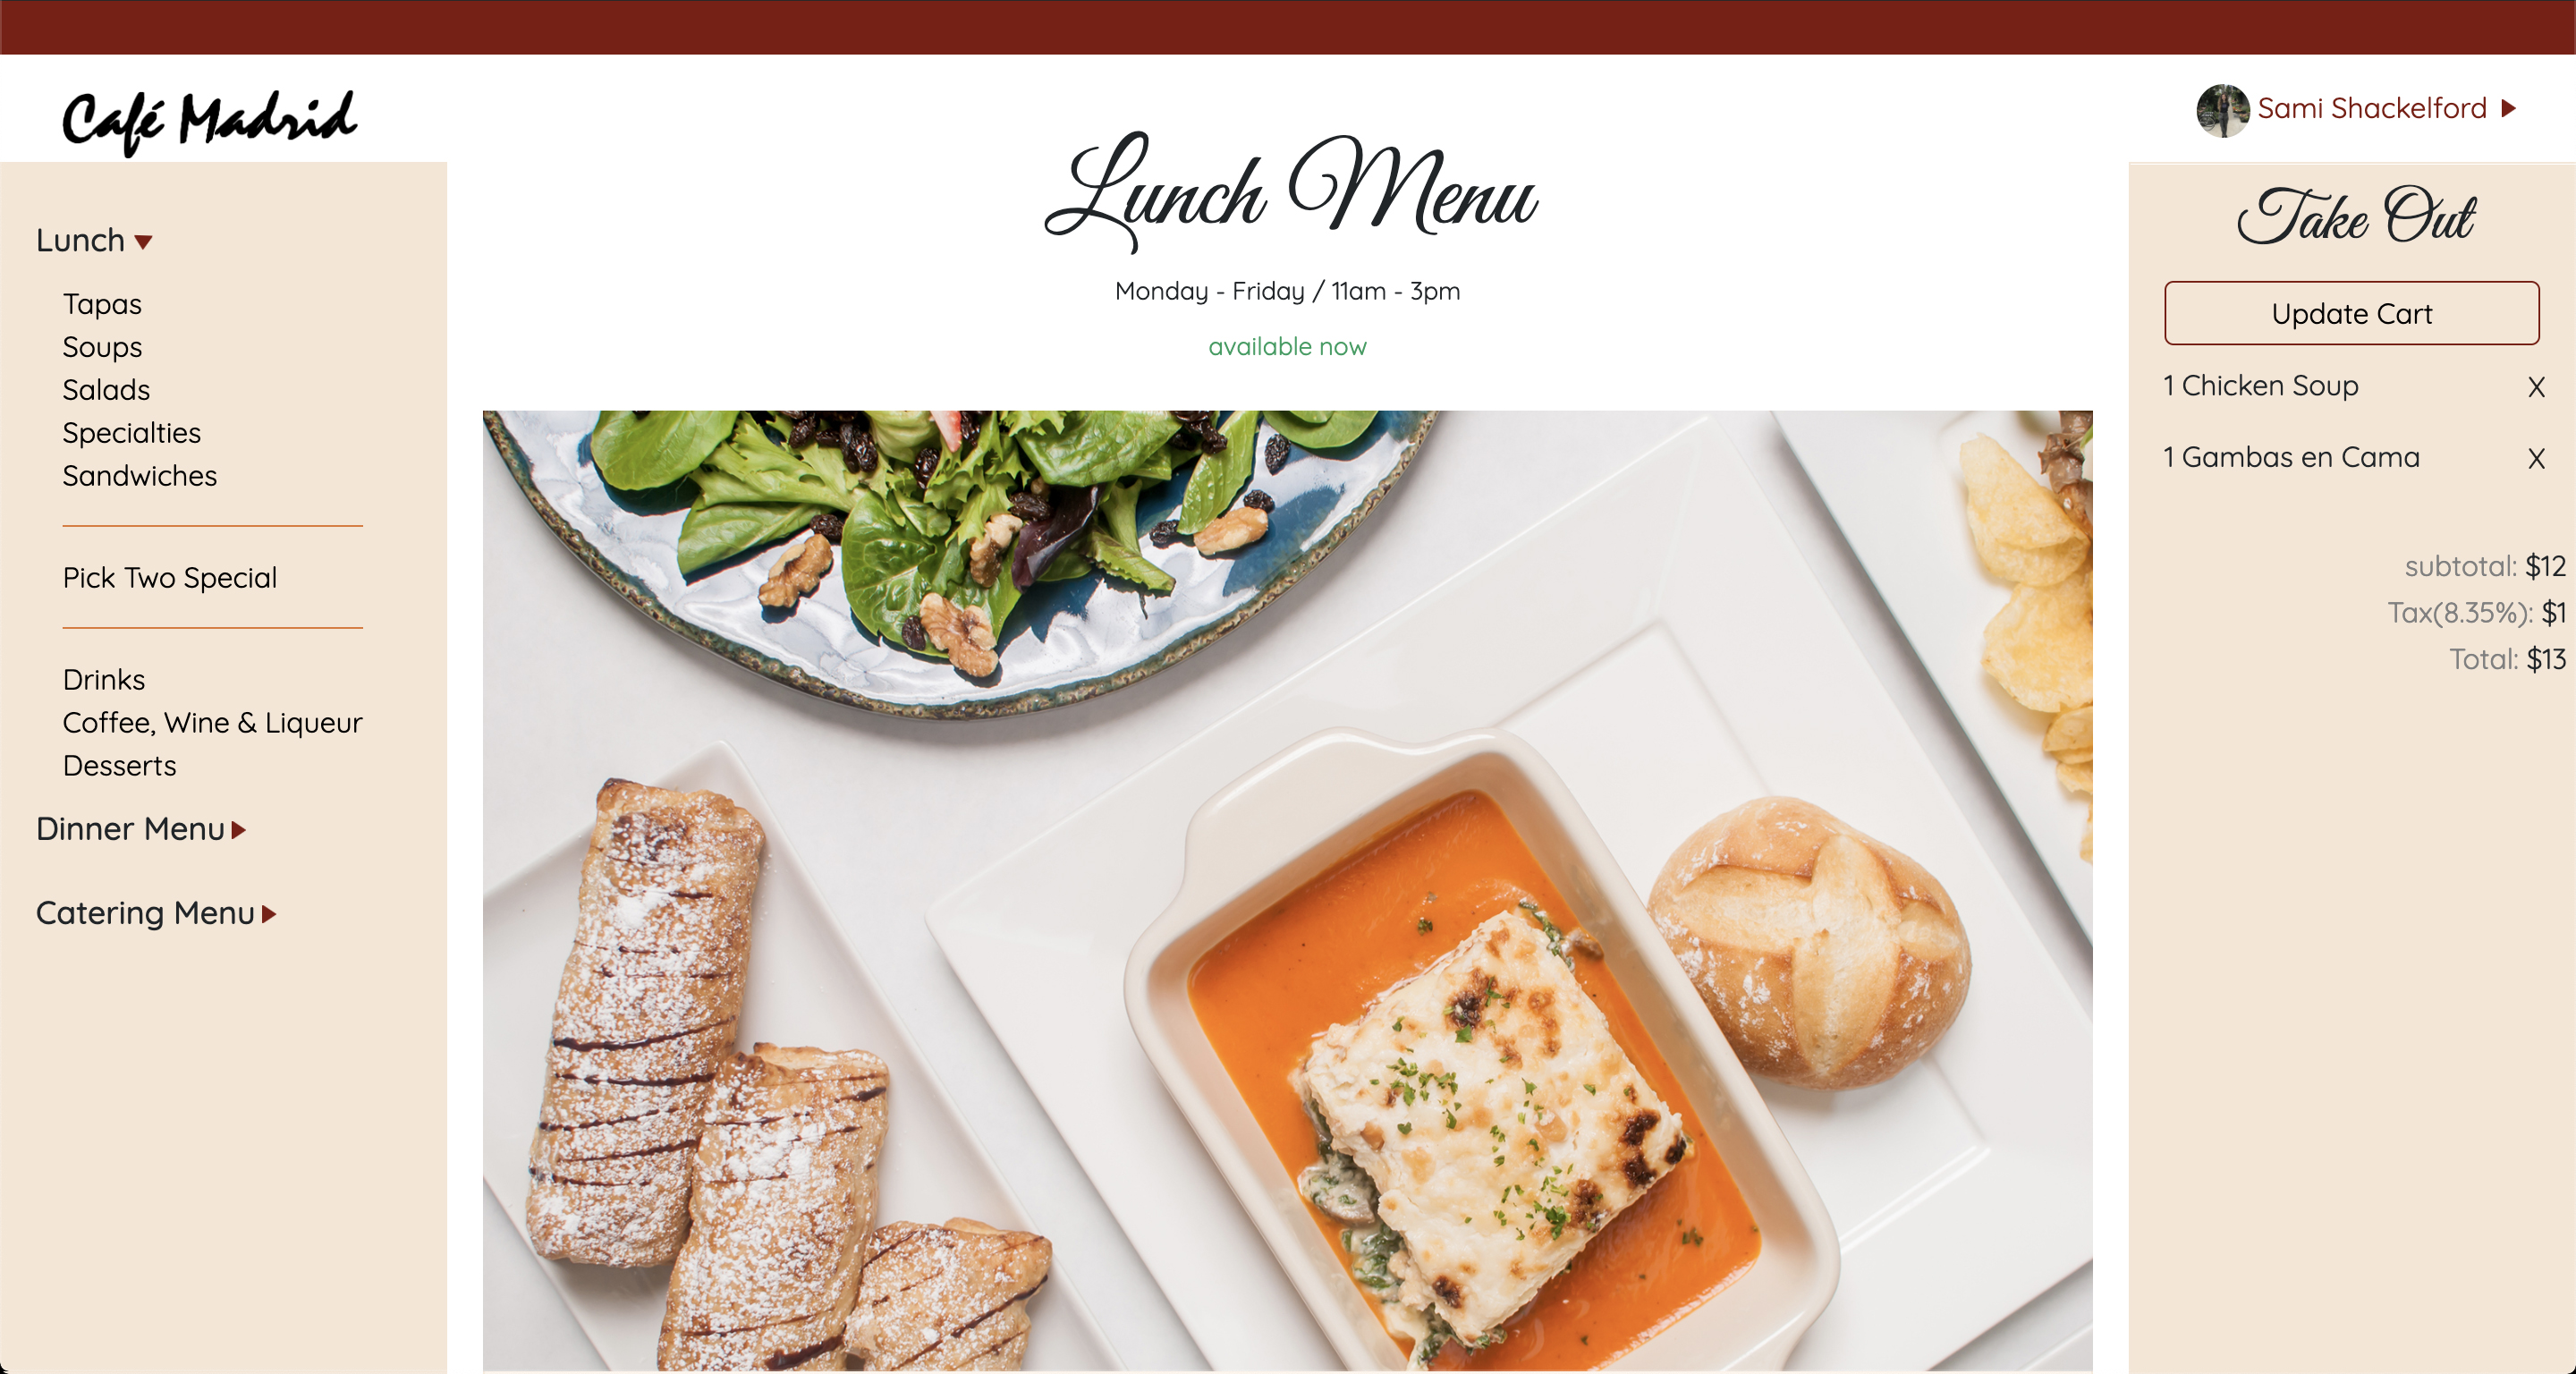 Café Madrid
Sami Shackelford
Lunch
Tapas
Soups
Salads
Specialties
Sandwiches
Pick Two Special
Drinks
Coffee, Wine & Liqueur
Desserts
Dinner Menu
Catering Menu
Lunch Menu
Monday - Friday / 11am - 3pm
available now
Take Out
Update Cart
1 Chicken Soup X
1 Gambas en Cama X
subtotal: $12
Tax(8.35%): $1
Total: $13